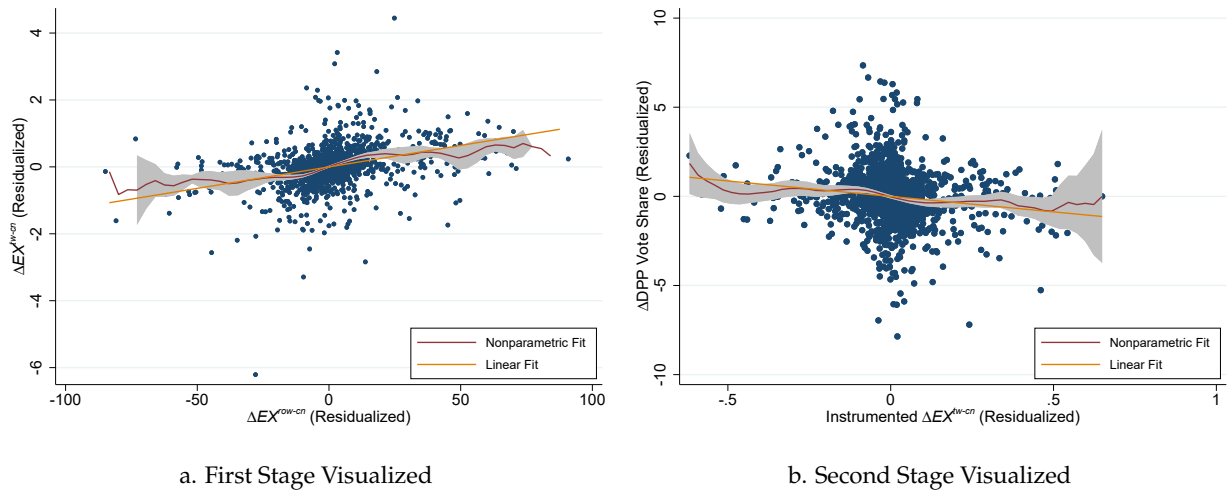 4
2
0
-2
-4
-6
ΔEX^tw-cn (Residualized)
-100
-50
0
50
100
ΔEX^row-cn (Residualized)
Nonparametric Fit
Linear Fit
a. First Stage Visualized
10
5
0
-5
-10
ΔDPP Vote Share (Residualized)
-.5
0
.5
1
Instrumented ΔEX^tw-cn (Residualized)
Nonparametric Fit
Linear Fit
b. Second Stage Visualized